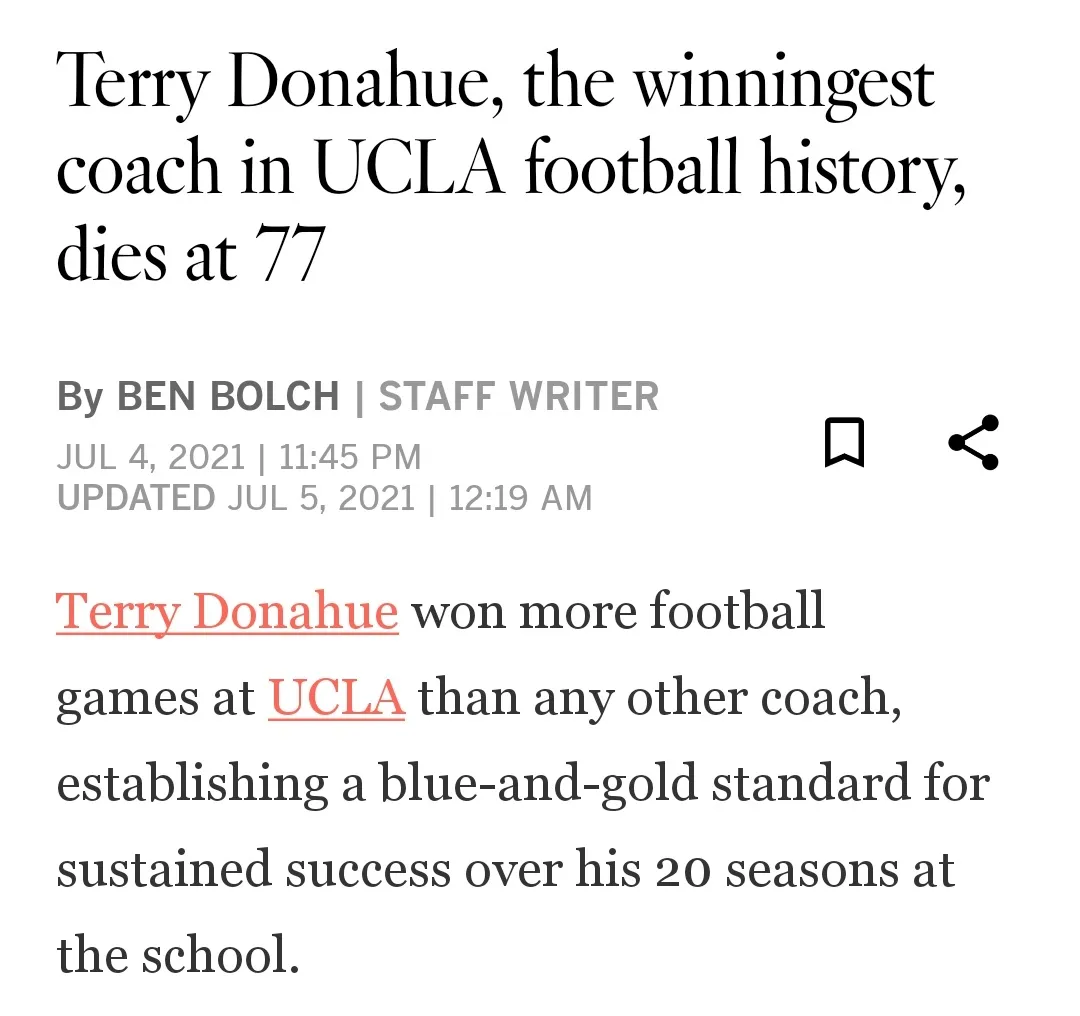 Terry Donahue, the winningest
coach in UCLA football history,
dies at 77
By BEN BOLCH | STAFF WRITER
JUL 4, 2021 | 11:45 PM
UPDATED JUL 5, 2021 | 12:19 AM
Terry Donahue won more football
games at UCLA than any other coach,
establishing a blue-and-gold standard for
sustained success over his 20 seasons at
the school.